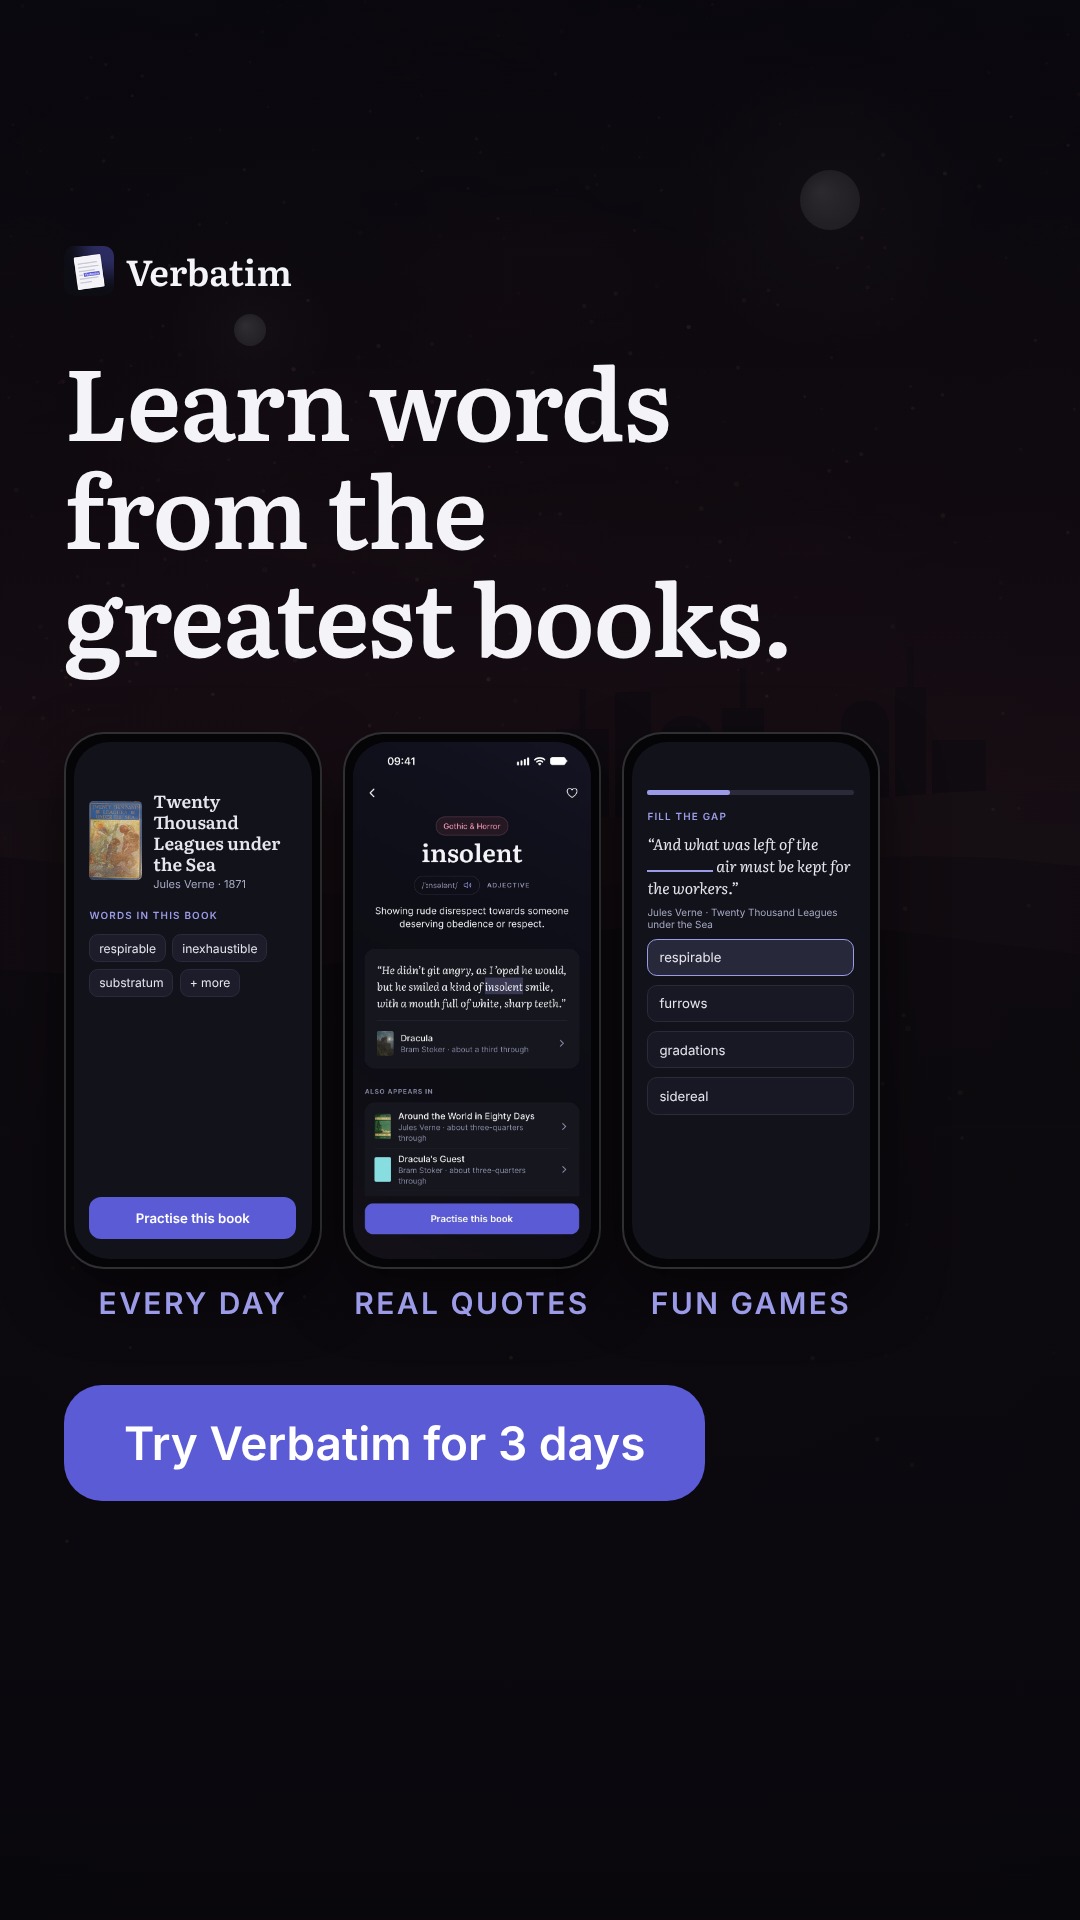 Verbatim
Learn words
from the
greatest books.
Twenty
Thousand
Leagues under
the Sea
Jules Verne · 1871
WORDS IN THIS BOOK
respirable
inexhaustible
substratum
+ more
Practise this book
EVERY DAY
09:41
Gothic & Horror
insolent
/ˈɪnsələnt/
ADJECTIVE
Showing rude disrespect towards someone
deserving obedience or respect.
“He didn’t git angry, as I ’oped he would,
but he smiled a kind of insolent smile,
with a mouth full of white, sharp teeth.”
Dracula
Bram Stoker · about a third through
ALSO APPEARS IN
Around the World in Eighty Days
Jules Verne · about three-quarters
through
Dracula's Guest
Bram Stoker · about three-quarters
through
Practise this book
REAL QUOTES
FILL THE GAP
“And what was left of the
________ air must be kept for
the workers.”
Jules Verne · Twenty Thousand Leagues
under the Sea
respirable
furrows
gradations
sidereal
FUN GAMES
Try Verbatim for 3 days